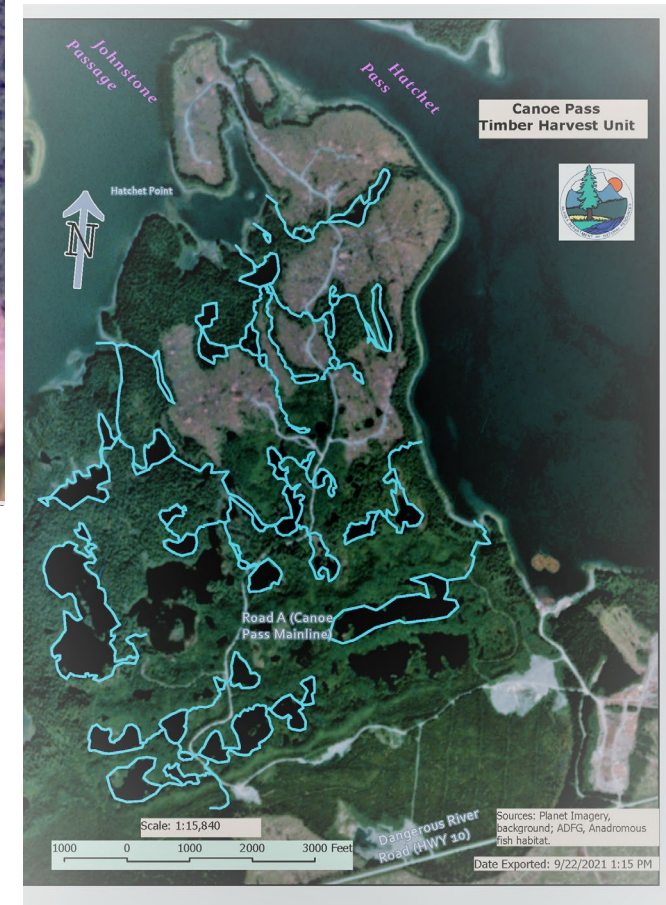 Johnstone
Passage
Hatchet
Pass
Canoe Pass
Timber Harvest Unit
Hatchet Point
N
Road A (Canoe
Pass Mainline)
Scale: 1:15,840
1000 0 1000 2000 3000 Feet
Dangerous River
Road (HWY 10)
Sources: Planet Imagery,
background; ADFG, Anadromous
fish habitat.
Date Exported: 9/22/2021 1:15 PM